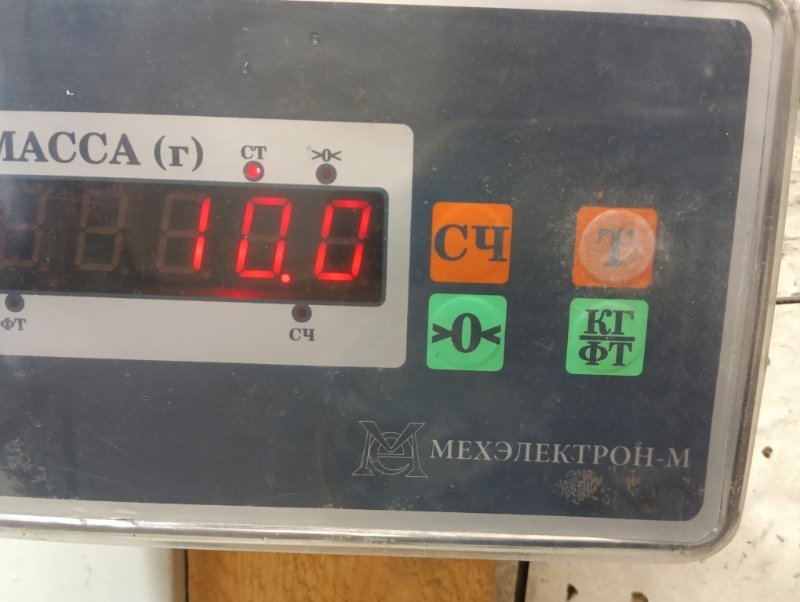 МАССА (г)
СТ
>0<
10.0
ФТ
СЧ
СЧ
Т
>0<
КГ
ФТ
МЕХЭЛЕКТРОН-М